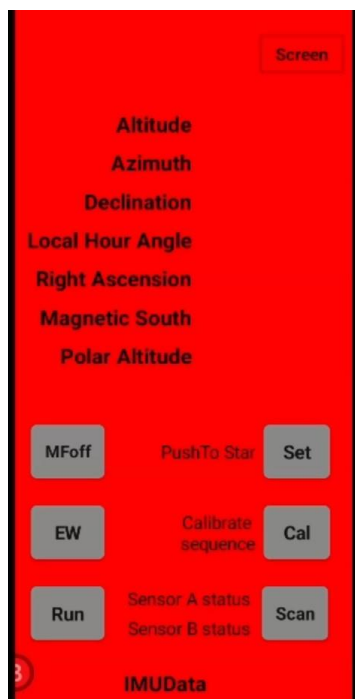 Screen
Altitude
Azimuth
Declination
Local Hour Angle
Right Ascension
Magnetic South
Polar Altitude
MFoff
PushTo Star
Set
EW
Calibrate
sequence
Cal
Run
Sensor A status
Sensor B status
Scan
IMUData